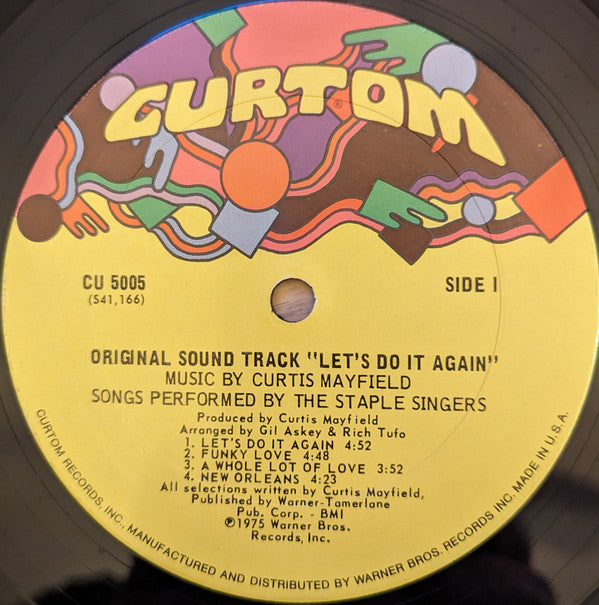 CURTOM®
CU 5005
(S41,166)
SIDE 1
ORIGINAL SOUND TRACK "LET'S DO IT AGAIN"
MUSIC BY CURTIS MAYFIELD
SONGS PERFORMED BY THE STAPLE SINGERS
Produced by Curtis Mayfield
Arranged by Gil Askey & Rich Tufo
1. LET'S DO IT AGAIN 4:52
2. FUNKY LOVE 4:48
3. A WHOLE LOT OF LOVE 3:52
4. NEW ORLEANS 4:23
All selections written by Curtis Mayfield,
Published by Warner-Tamerlane
Pub. Corp. - BMI
℗1975 Warner Bros.
Records, Inc.
CURTOM RECORDS, INC., MANUFACTURED AND DISTRIBUTED BY WARNER BROS. RECORDS INC. MADE IN U.S.A.